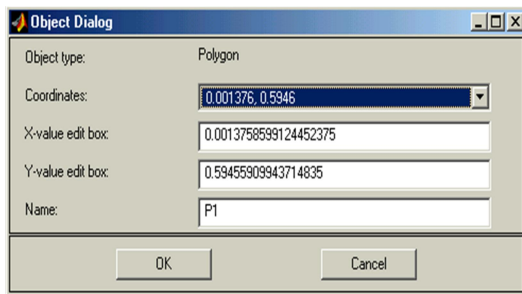 Object Dialog
Object type: Polygon
Coordinates: 0.001376, 0.5946
X-value edit box: 0.0013758599124452375
Y-value edit box: 0.59455909943714835
Name: P1
OK Cancel